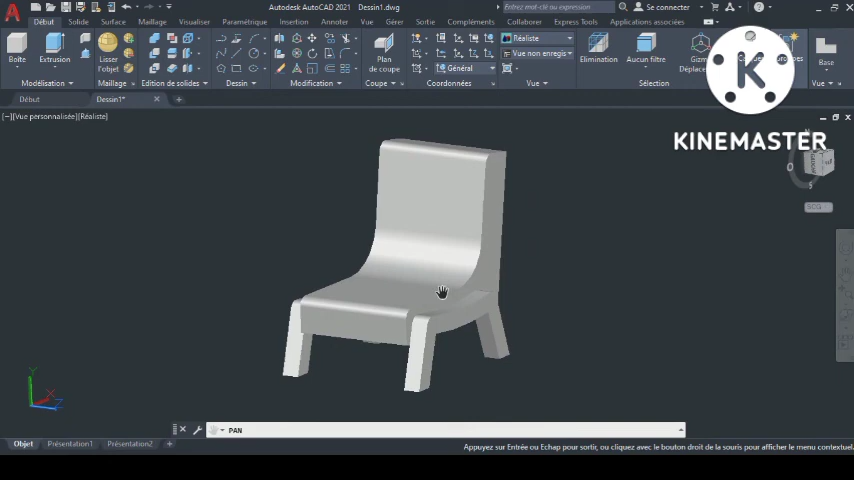 Autodesk AutoCAD 2021 Dessin1.dwg
Entrez mot-clé ou expression
Se connecter
Début Solide Surface Maillage Visualiser Paramétrique Insertion Annoter Vue Gérer Sortie Compléments Collaborer Express Tools Applications associées
Boîte Extrusion Lisser l'objet Plan de coupe Réaliste Vue non enregis Général Elimination Aucun filtre Gizmo Déplace Base
Modélisation Maillage Edition de solides Dessin Modification Coupe Coordonnées Vue Sélection Vue
Début Dessin1*
[−][Vue personnalisée][Réaliste]
K
KINEMASTER
O
S
SCG
Y
X
Z
PAN
Objet Présentation1 Présentation2
Appuyez sur Entrée ou Echap pour sortir, ou cliquez avec le bouton droit de la souris pour afficher le menu contextuel.